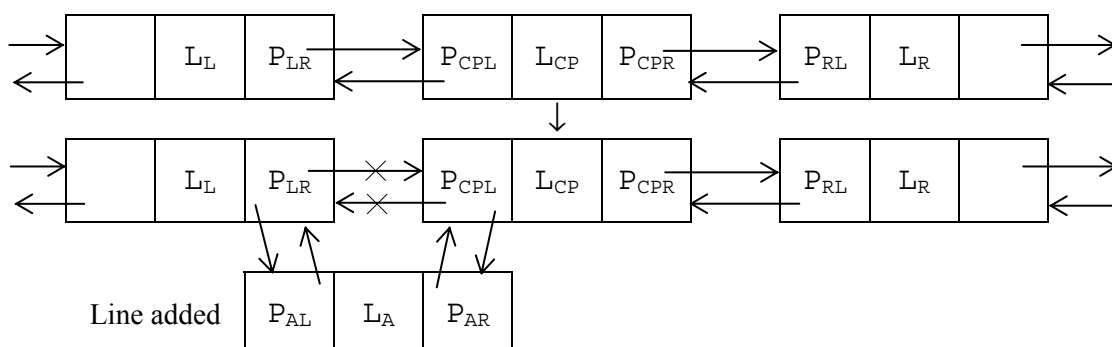 L_L P_LR P_CPL L_CP P_CPR P_RL L_R
L_L P_LR P_CPL L_CP P_CPR P_RL L_R
Line added P_AL L_A P_AR